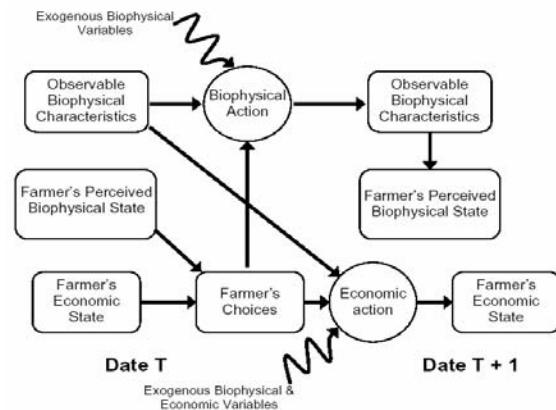 Exogenous Biophysical
Variables
Observable
Biophysical
Characteristics
Biophysical
Action
Observable
Biophysical
Characteristics
Farmer's Perceived
Biophysical State
Farmer's Perceived
Biophysical State
Farmer's
Economic
State
Farmer's
Choices
Economic
action
Farmer's
Economic
State
Date T
Date T + 1
Exogenous Biophysical &
Economic Variables